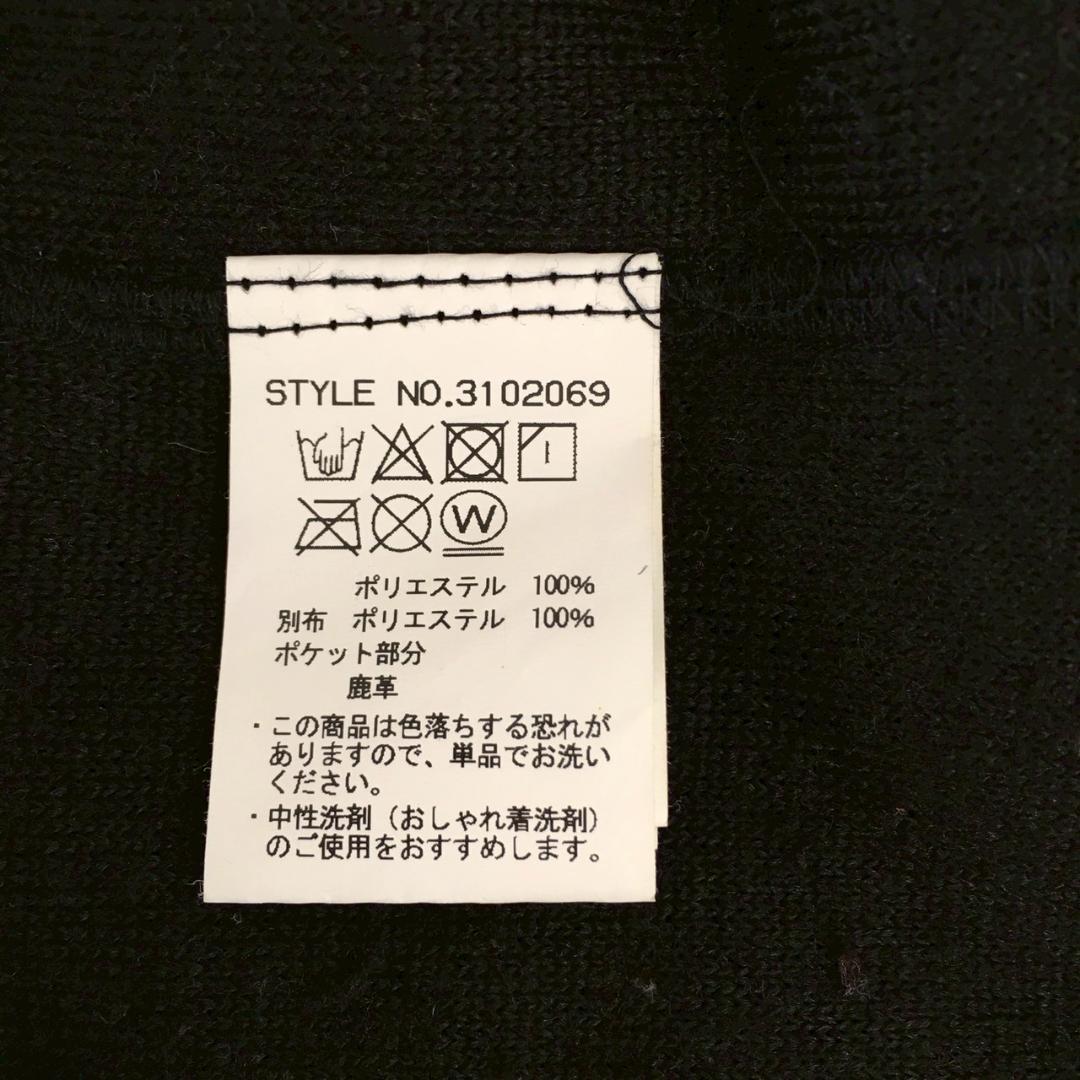 STYLE NO.3102069
W
ポリエステル 100%
別布 ポリエステル 100%
ポケット部分
鹿革
・この商品は色落ちする恐れが
ありますので、単品でお洗い
ください。
・中性洗剤（おしゃれ着洗剤）
のご使用をおすすめします。